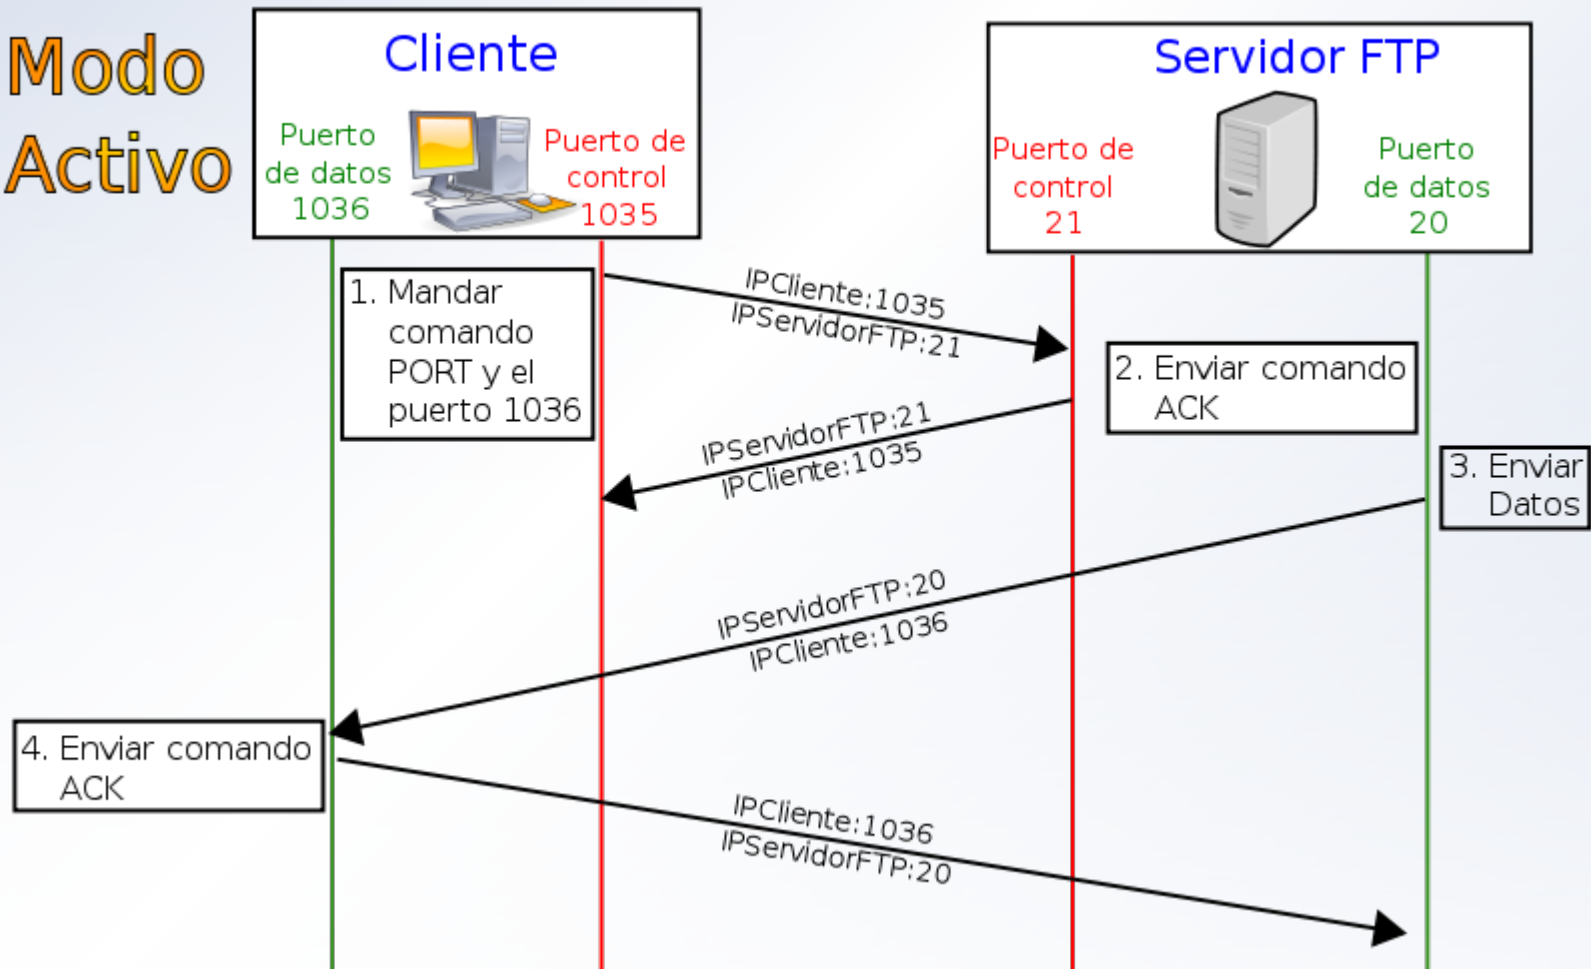 Modo
Activo
Cliente
Puerto
de datos
1036
Puerto de
control
1035
Servidor FTP
Puerto de
control
21
Puerto
de datos
20
1. Mandar
comando
PORT y el
puerto 1036
IPCliente:1035
IPServidorFTP:21
2. Enviar comando
ACK
IPServidorFTP:21
IPCliente:1035
3. Enviar
Datos
IPServidorFTP:20
IPCliente:1036
4. Enviar comando
ACK
IPCliente:1036
IPServidorFTP:20